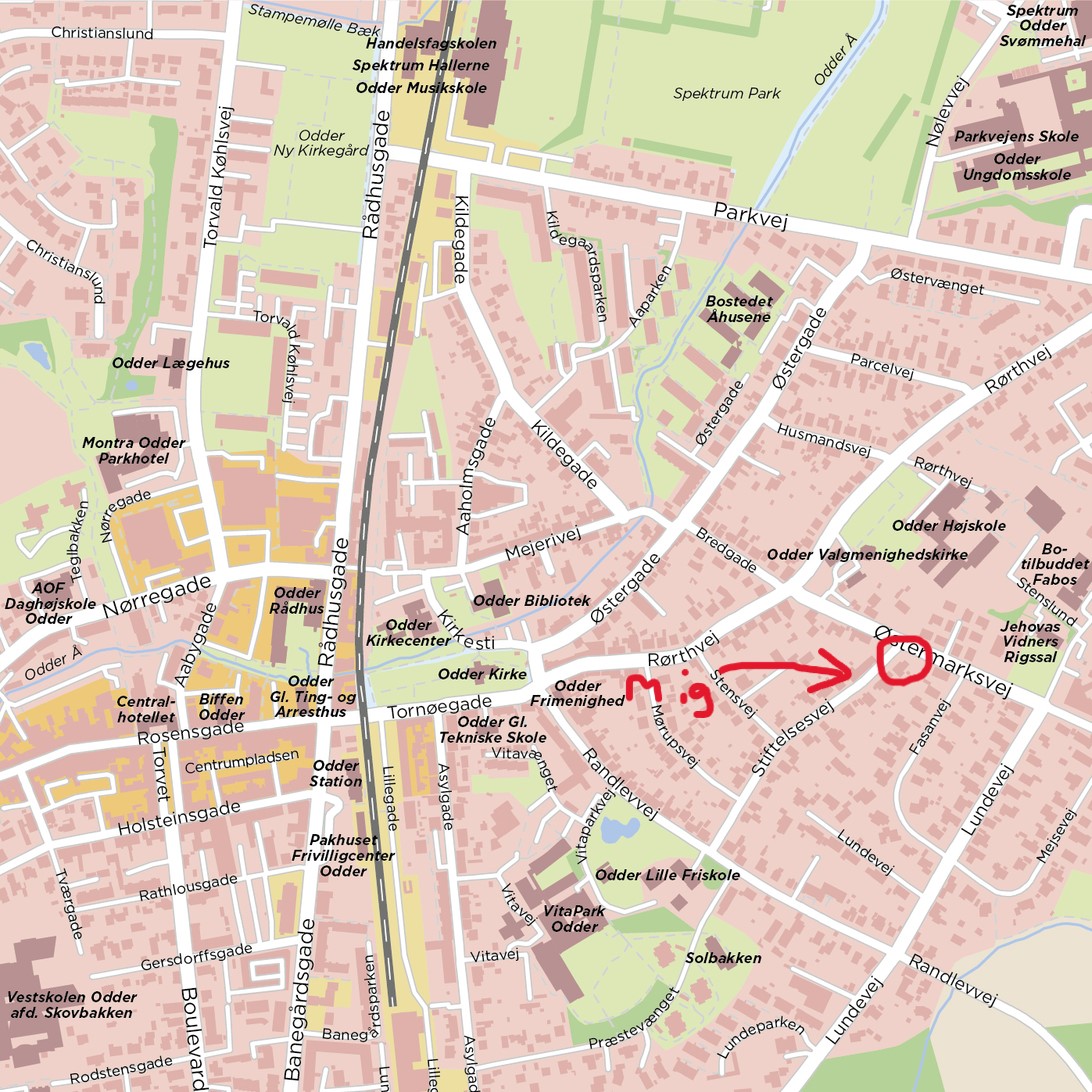 Stampemølle Bæk
Christianslund
Handelsfagskolen
Spektrum Hallerne
Odder Musikskole
Spektrum
Odder
Svømmehal
Odder Å
Spektrum Park
Nølevvej
Parkvejens Skole
Odder
Ungdomsskole
Odder
Ny Kirkegård
Torvald Køhlsvej
Rådhusgade
Kildegade
Kildegaardsparken
Parkvej
Christianslund
Aaparken
Bostedet
Åhusene
Østervænget
Østergade
Torvald Køhlsvej
Odder Lægehus
Parcelvej
Rørthvej
Østergade
Montra Odder
Parkhotel
Aaholmsgade
Kildegade
Husmandsvej
Rørthvej
Nørregade
Teglbakken
Odder Højskole
Mejerivej
Bredgade
Odder Valgmenighedskirke
Bo-
tilbuddet
Fabos
AOF
Daghøjskole
Odder
Nørregade
Odder
Rådhus
Rådhusgade
Odder Bibliotek
Østergade
Stenslund
Odder
Kirkecenter
Kirkesti
Jehovas
Vidners
Rigssal
Østermarksvej
Odder Å
Aabygade
Rørthvej
Odder Kirke
Mig
Odder
Gl. Ting- og
Arresthus
Odder
Frimenighed
Stensvej
Central-
hotellet
Biffen
Odder
Tornøegade
Mørupsvej
Stiftelsesvej
Fasanvej
Rosensgade
Odder Gl.
Tekniske Skole
Vitavænget
Centrumpladsen
Torvet
Odder
Station
Lillegade
Asylgade
Randlevvej
Lundevej
Holsteinsgade
Vitaparkvej
Mejsevej
Pakhuset
Frivilligcenter
Odder
Lundevej
Tværgade
Rathlousgade
Odder Lille Friskole
Vitavej
VitaPark
Odder
Gersdorffsgade
Vitavej
Solbakken
Randlevvej
Vestskolen Odder
afd. Skovbakken
Boulevard
Banegårdsgade
Præstevænget
Lundeparken
Lundevej
Rodstensgade
Asylga